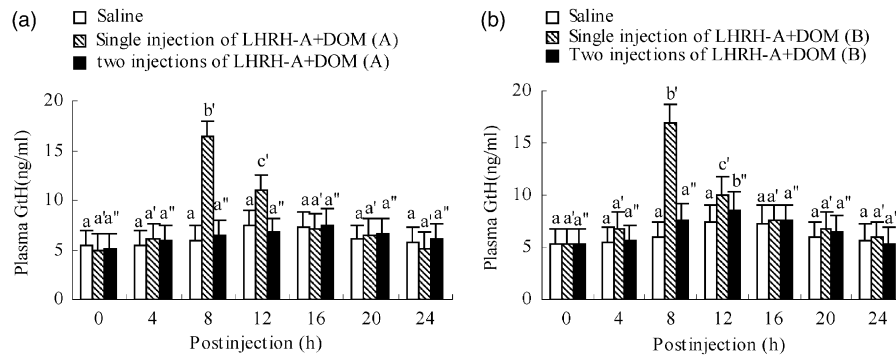 (a)
Saline
Single injection of LHRH-A+DOM (A)
two injections of LHRH-A+DOM (A)
Plasma GtH(ng/ml)
20
15
10
5
0
a a' a"
a a' a"
a b' a"
a c' a"
a a' a"
a a' a"
a a' a"
0 4 8 12 16 20 24
Postinjection (h)
(b)
Saline
Single injection of LHRH-A+DOM (B)
Two injections of LHRH-A+DOM (B)
Plasma GtH(ng/ml)
20
15
10
5
0
a a' a"
a a' a"
a b' a"
a c' b"
a a' a"
a a' a"
a a' a"
0 4 8 12 16 20 24
Postinjection (h)